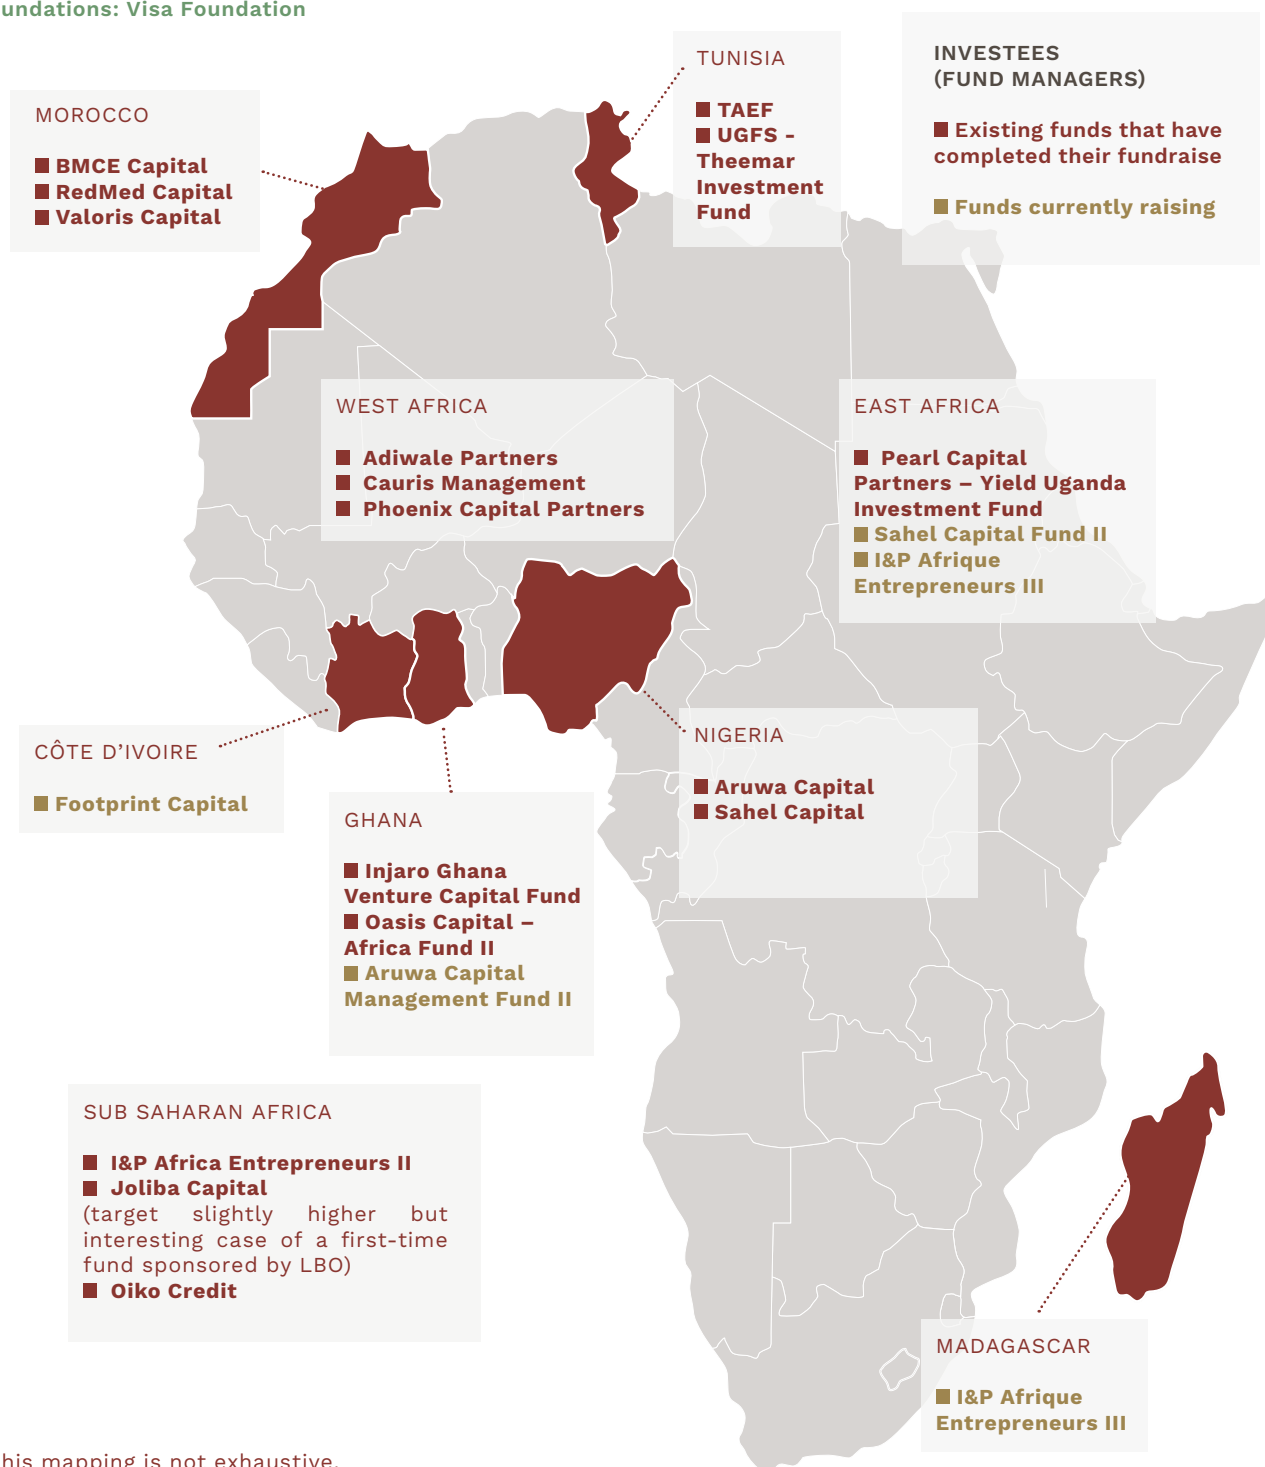 undations: Visa Foundation
INVESTEES
(FUND MANAGERS)
■ Existing funds that have
completed their fundraise
■ Funds currently raising
TUNISIA
■ TAEF
■ UGFS -
Theemar
Investment
Fund
MOROCCO
■ BMCE Capital
■ RedMed Capital
■ Valoris Capital
WEST AFRICA
■ Adiwale Partners
■ Cauris Management
■ Phoenix Capital Partners
EAST AFRICA
■ Pearl Capital
Partners – Yield Uganda
Investment Fund
■ Sahel Capital Fund II
■ I&P Afrique
Entrepreneurs III
CÔTE D’IVOIRE
■ Footprint Capital
NIGERIA
■ Aruwa Capital
■ Sahel Capital
GHANA
■ Injaro Ghana
Venture Capital Fund
■ Oasis Capital –
Africa Fund II
■ Aruwa Capital
Management Fund II
SUB SAHARAN AFRICA
■ I&P Africa Entrepreneurs II
■ Joliba Capital
(target slightly higher but
interesting case of a first-time
fund sponsored by LBO)
■ Oiko Credit
MADAGASCAR
■ I&P Afrique
Entrepreneurs III
his mapping is not exhaustive.